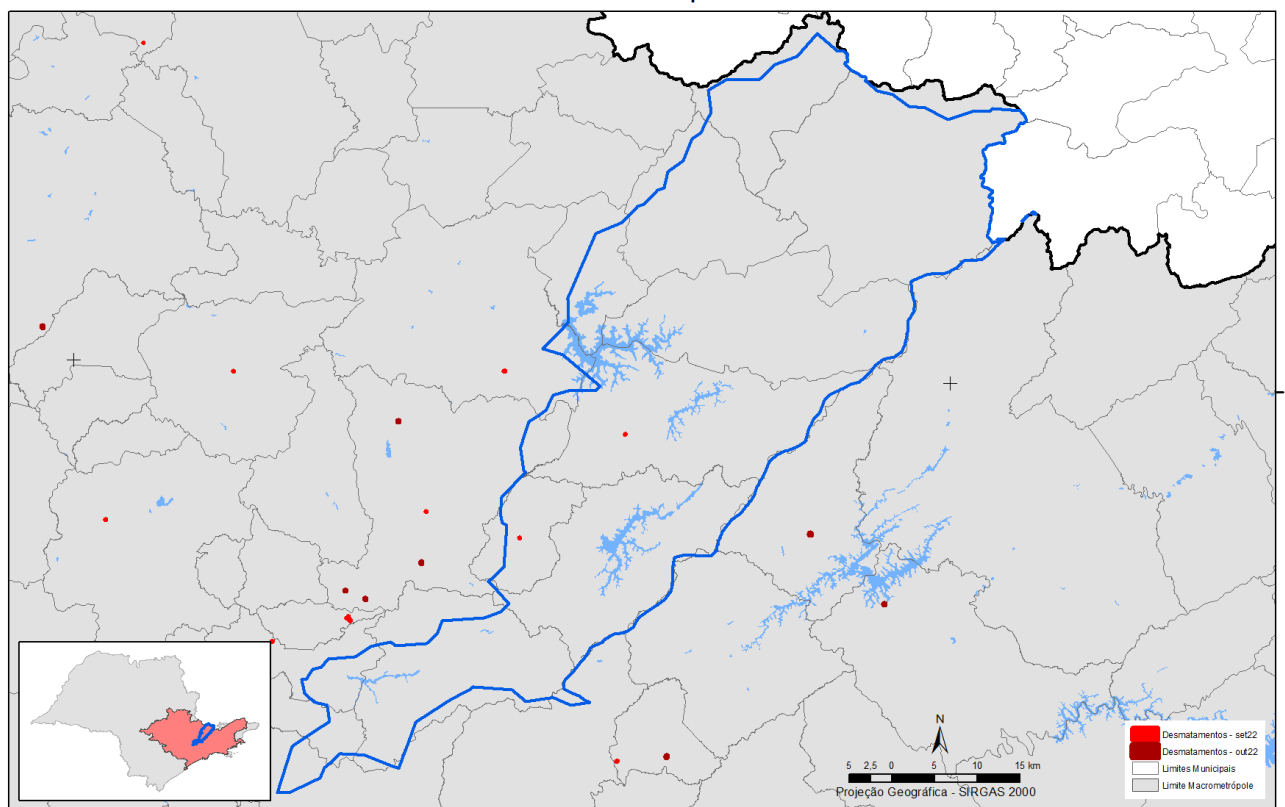 N
5 2,5 0 5 10 15 km
Projeção Geográfica - SIRGAS 2000
Desmatamentos - set22
Desmatamentos - out22
Limites Municipais
Limite Macrometrópole